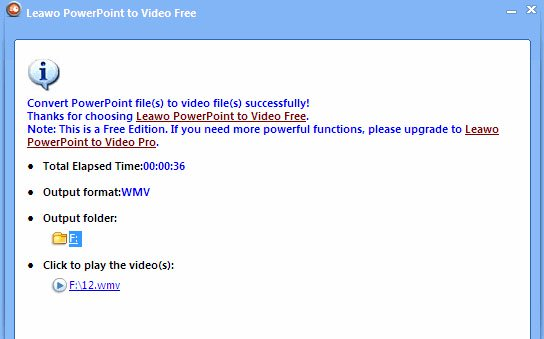 Leawo PowerPoint to Video Free
Convert PowerPoint file(s) to video file(s) successfully!
Thanks for choosing Leawo PowerPoint to Video Free.
Note: This is a Free Edition. If you need more powerful functions, please upgrade to Leawo
PowerPoint to Video Pro.
• Total Elapsed Time:00:00:36
• Output format:WMV
• Output folder:
F:
• Click to play the video(s):
F:\12.wmv